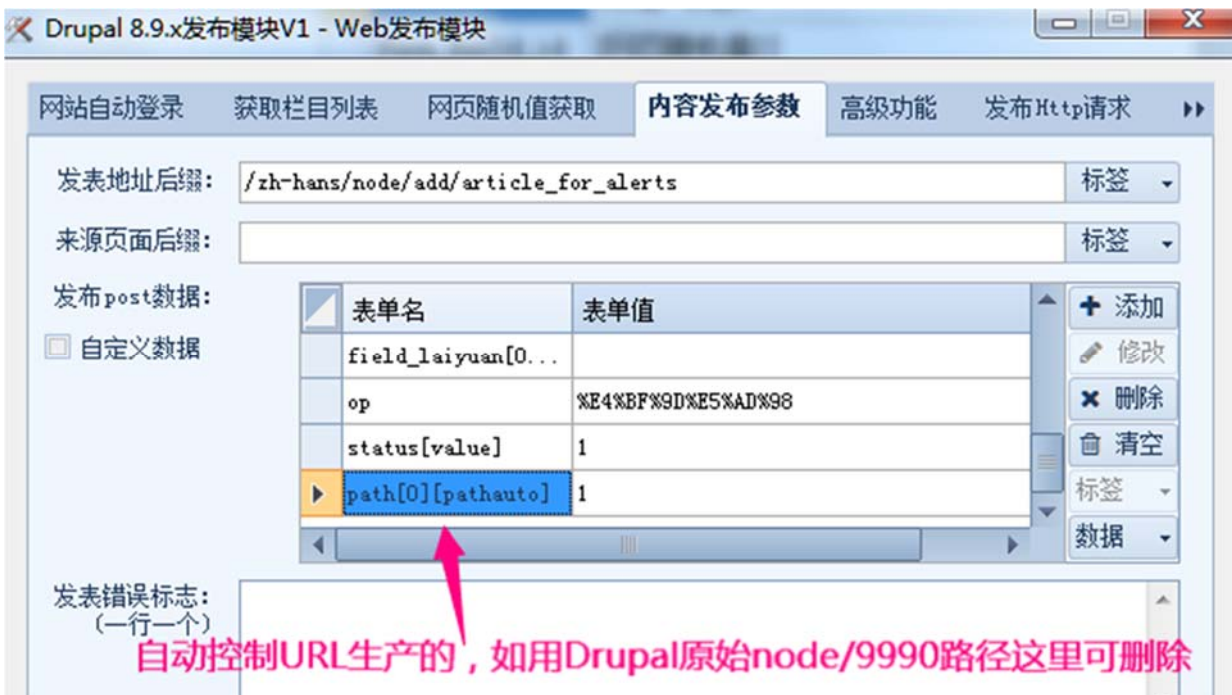 Drupal 8.9.x发布模块V1 - Web发布模块
网站自动登录 获取栏目列表 网页随机值获取 内容发布参数 高级功能 发布Http请求
发表地址后缀: /zh-hans/node/add/article_for_alerts 标签
来源页面后缀: 标签
发布post数据: 表单名 表单值 添加
自定义数据 field_laiyuan[0... 修改
op %E4%BF%9D%E5%AD%98 删除
status[value] 1 清空
path[0][pathauto] 1 标签
数据
发表错误标志:
(一行一个)
自动控制URL生产的，如用Drupal原始node/9990路径这里可删除